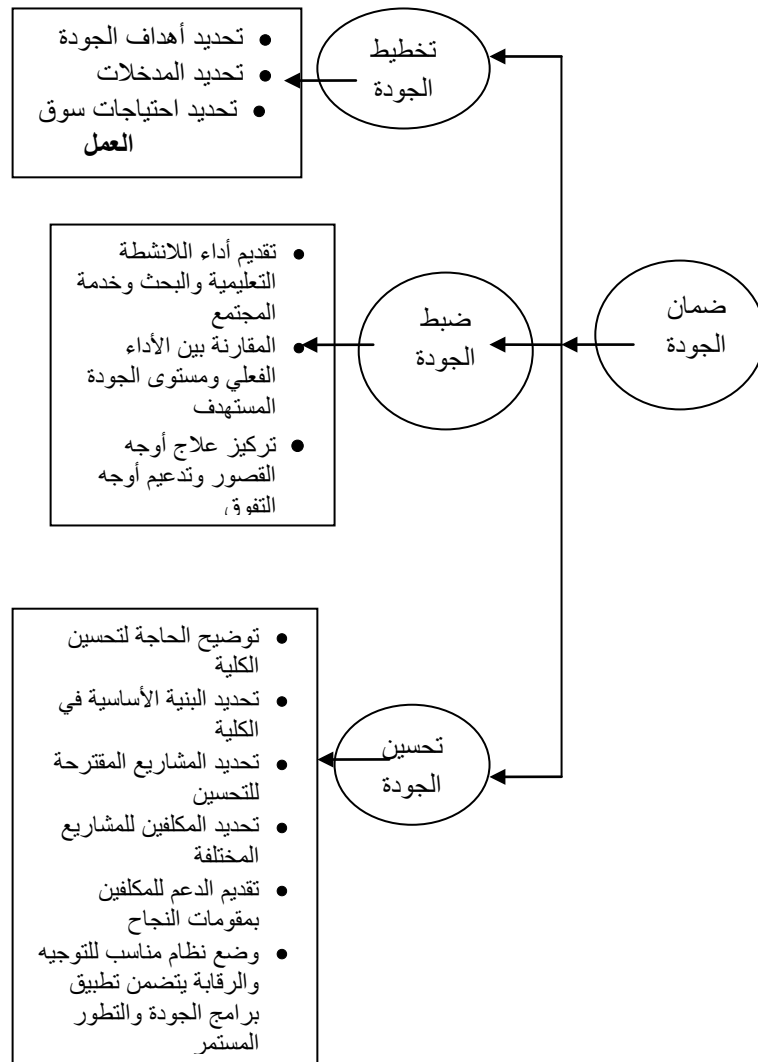 ضمان
الجودة
تخطيط
الجودة
• تحديد أهداف الجودة
• تحديد المدخلات
• تحديد احتياجات سوق
العمل
ضبط
الجودة
• تقديم أداء اللانشطة
التعليمية والبحث وخدمة
المجتمع
• المقارنة بين الأداء
الفعلي ومستوى الجودة
المستهدف
• تركيز علاج أوجه
القصور وتدعيم أوجه
التفوق
تحسين
الجودة
• توضيح الحاجة لتحسين
الكلية
• تحديد البنية الأساسية في
الكلية
• تحديد المشاريع المقترحة
للتحسين
• تحديد المكلفين للمشاريع
المختلفة
• تقديم الدعم للمكلفين
بمقومات النجاح
• وضع نظام مناسب للتوجيه
والرقابة يتضمن تطبيق
برامج الجودة والتطور
المستمر